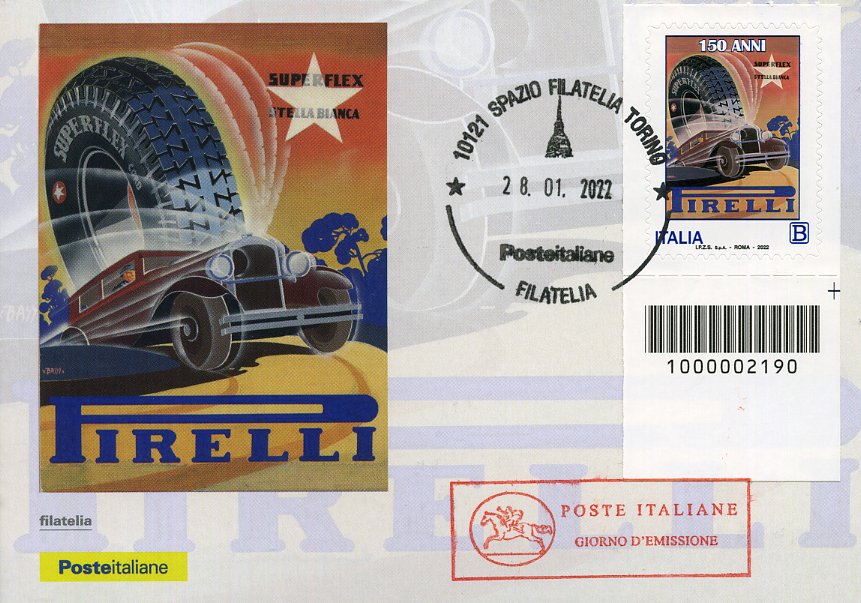 SUPERFLEX
STELLA BIANCA
SUPERFLEX
PIRELLI
filatelia
Posteitaliane
10121 SPAZIO FILATELIA TORINO
28.01.2022
Posteitaliane
FILATELIA
150 ANNI
SUPERFLEX
STELLA BIANCA
PIRELLI
ITALIA
B
I.P.Z.S. S.p.A. - ROMA - 2022
1000002190
POSTE ITALIANE
GIORNO D'EMISSIONE
PIRELLI